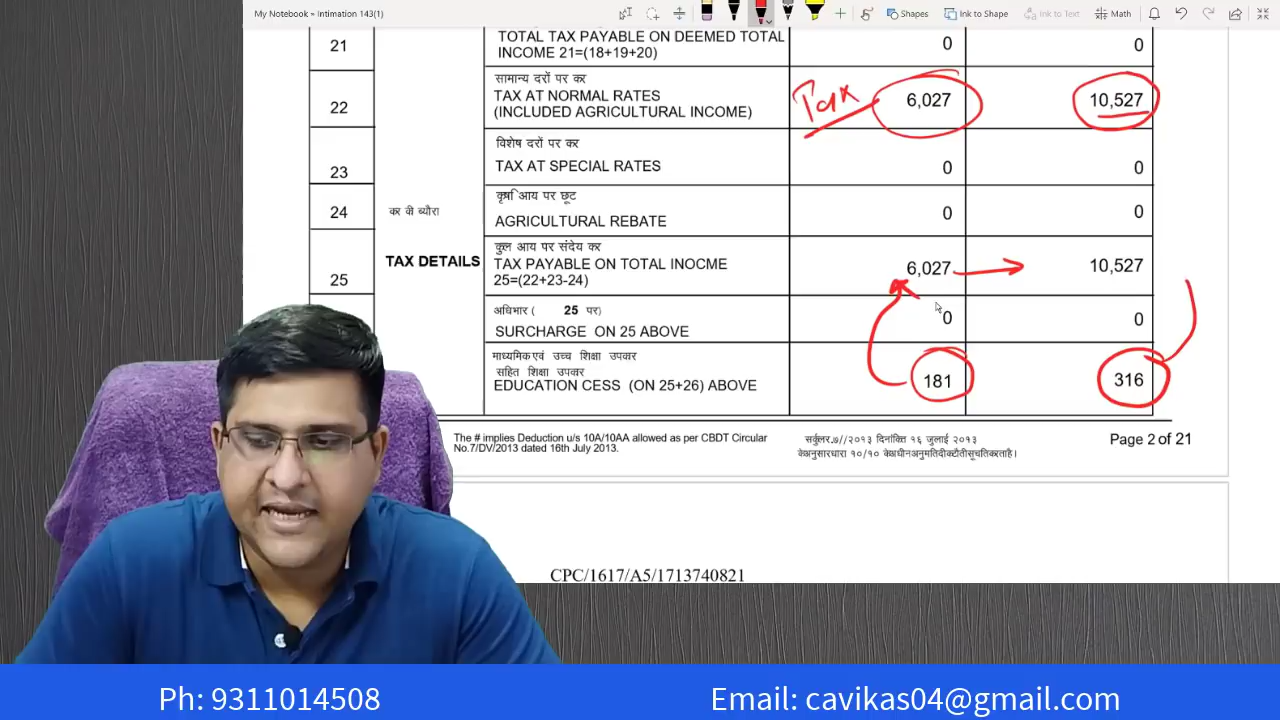 My Notebook » Intimation 143(1)
Shapes
Ink to Shape
Ink to Text
Math
21
TOTAL TAX PAYABLE ON DEEMED TOTAL
INCOME 21=(18+19+20)
0
0
22
सामान्य दरों पर कर
TAX AT NORMAL RATES
(INCLUDED AGRICULTURAL INCOME)
Tax
6,027
10,527
23
विशेष दरों पर कर
TAX AT SPECIAL RATES
0
0
24
कर की ब्यौरा
कृषि आय पर छूट
AGRICULTURAL REBATE
0
0
25
TAX DETAILS
कुल आय पर संदेय कर
TAX PAYABLE ON TOTAL INOCME
25=(22+23-24)
6,027
10,527
अधिभार ( 25 पर)
SURCHARGE ON 25 ABOVE
0
0
माध्यमिक एवं उच्च शिक्षा उपकर
सहित शिक्षा उपकर
EDUCATION CESS (ON 25+26) ABOVE
181
316
The # implies Deduction u/s 10A/10AA allowed as per CBDT Circular
No.7/DV/2013 dated 16th July 2013.
सर्कुलर.७//२०१३ दिनांकित १६ जुलाई २०१३
Page 2 of 21
CPC/1617/A5/1713740821
Ph: 9311014508
Email: cavikas04@gmail.com